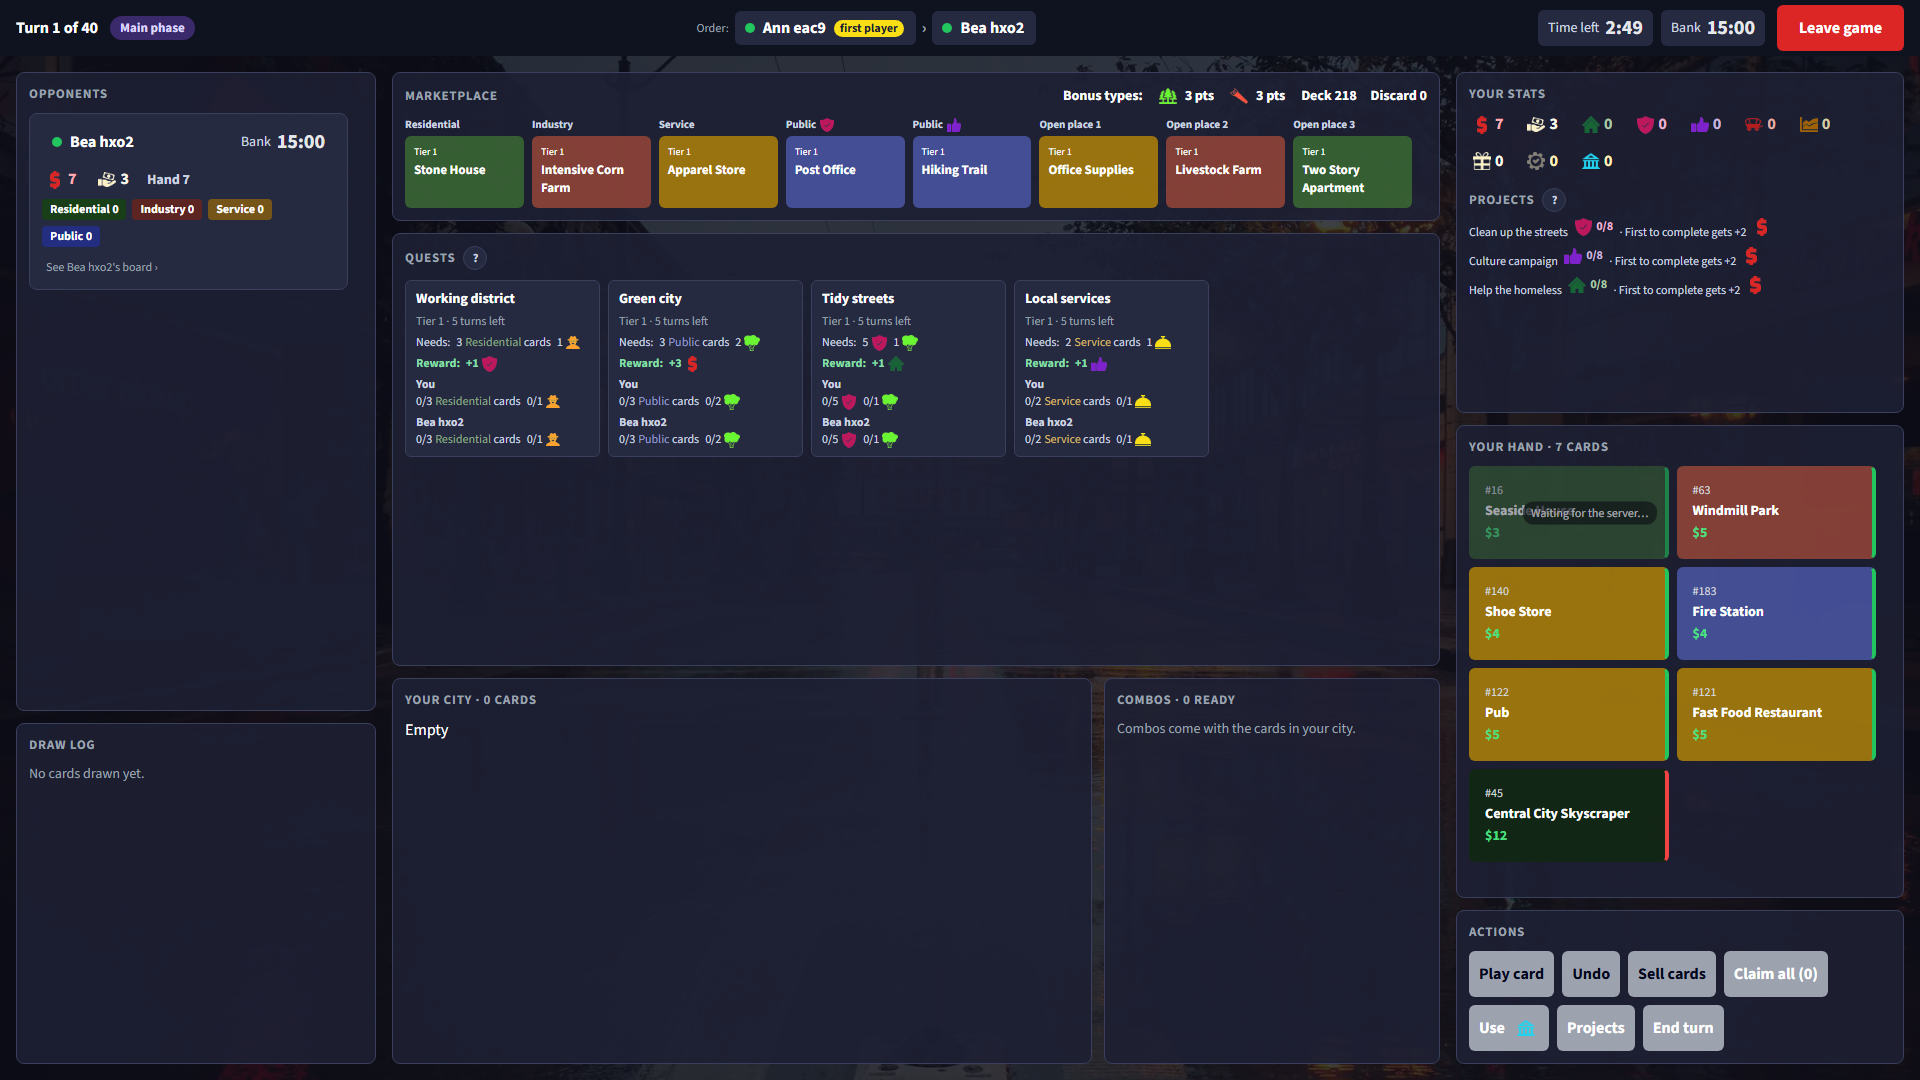 Turn 1 of 40 Main phase
Order: Ann eac9 first player › Bea hxo2
Time left 2:49 Bank 15:00 Leave game
OPPONENTS
Bea hxo2 Bank 15:00
7 3 Hand 7
Residential 0 Industry 0 Service 0
Public 0
See Bea hxo2's board ›
DRAW LOG
No cards drawn yet.
MARKETPLACE
Bonus types: 3 pts 3 pts Deck 218 Discard 0
Residential Industry Service Public Public Open place 1 Open place 2 Open place 3
Tier 1 Tier 1 Tier 1 Tier 1 Tier 1 Tier 1 Tier 1 Tier 1
Stone House Intensive Corn Apparel Store Post Office Hiking Trail Office Supplies Livestock Farm Two Story
Farm Apartment
QUESTS ?
Working district
Tier 1 · 5 turns left
Needs: 3 Residential cards 1
Reward: +1
You
0/3 Residential cards 0/1
Bea hxo2
0/3 Residential cards 0/1
Green city
Tier 1 · 5 turns left
Needs: 3 Public cards 2
Reward: +3
You
0/3 Public cards 0/2
Bea hxo2
0/3 Public cards 0/2
Tidy streets
Tier 1 · 5 turns left
Needs: 5 1
Reward: +1
You
0/5 0/1
Bea hxo2
0/5 0/1
Local services
Tier 1 · 5 turns left
Needs: 2 Service cards 1
Reward: +1
You
0/2 Service cards 0/1
Bea hxo2
0/2 Service cards 0/1
YOUR CITY · 0 CARDS
Empty
COMBOS · 0 READY
Combos come with the cards in your city.
YOUR STATS
7 3 0 0 0 0 0
0 0 0
PROJECTS ?
Clean up the streets 0/8 · First to complete gets +2
Culture campaign 0/8 · First to complete gets +2
Help the homeless 0/8 · First to complete gets +2
YOUR HAND · 7 CARDS
#16
Seaside
Waiting for the server...
$3
#63
Windmill Park
$5
#140
Shoe Store
$4
#183
Fire Station
$4
#122
Pub
$5
#121
Fast Food Restaurant
$5
#45
Central City Skyscraper
$12
ACTIONS
Play card Undo Sell cards Claim all (0)
Use Projects End turn